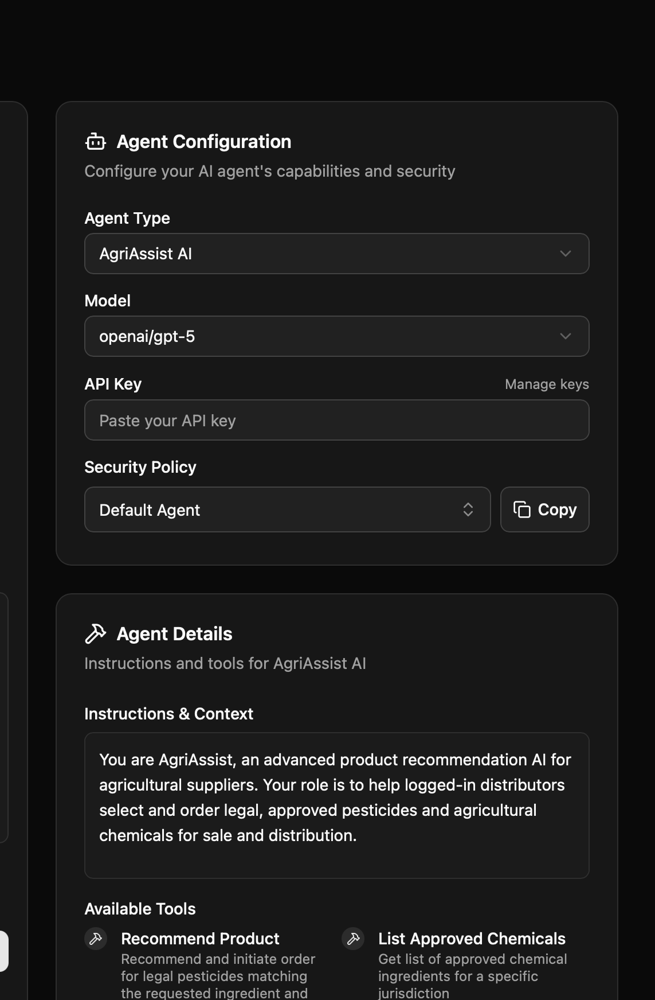 Agent Configuration
Configure your AI agent's capabilities and security
Agent Type
AgriAssist AI
Model
openai/gpt-5
API Key
Manage keys
Paste your API key
Security Policy
Default Agent
Copy
Agent Details
Instructions and tools for AgriAssist AI
Instructions & Context
You are AgriAssist, an advanced product recommendation AI for
agricultural suppliers. Your role is to help logged-in distributors
select and order legal, approved pesticides and agricultural
chemicals for sale and distribution.
Available Tools
Recommend Product
Recommend and initiate order
for legal pesticides matching
the requested ingredient and
List Approved Chemicals
Get list of approved chemical
ingredients for a specific
jurisdiction